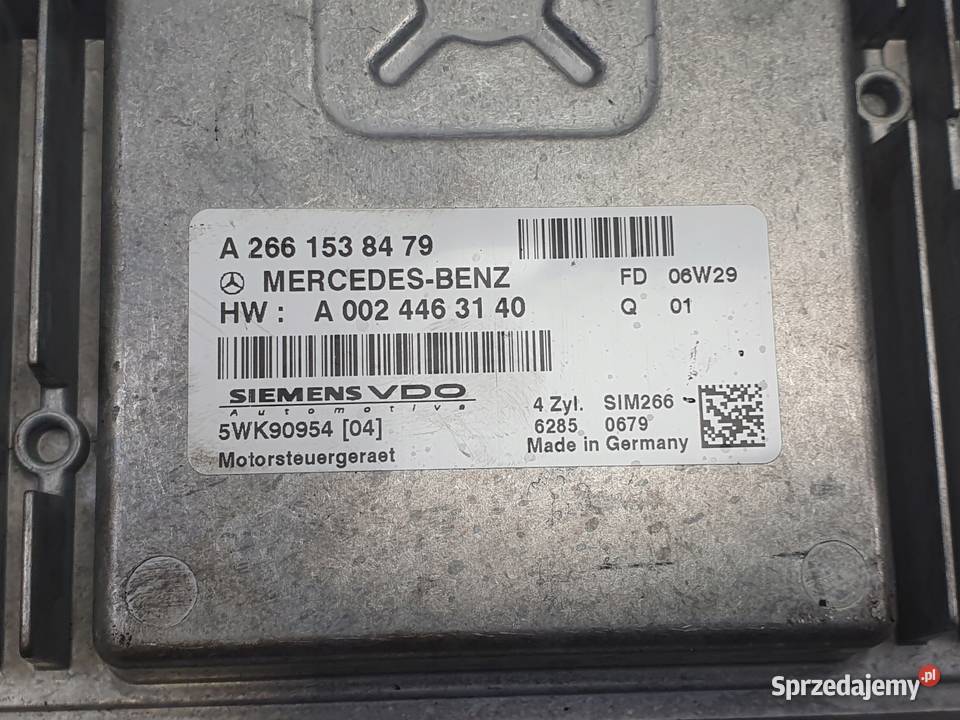 A 266 153 84 79
MERCEDES-BENZ
FD 06W29
HW : A 002 446 31 40
Q 01
SIEMENS VDO
Automotive
4 Zyl. SIM266
5WK90954 [04]
6285 0679
Motorsteuergeraet
Made in Germany
Sprzedajemy.pl